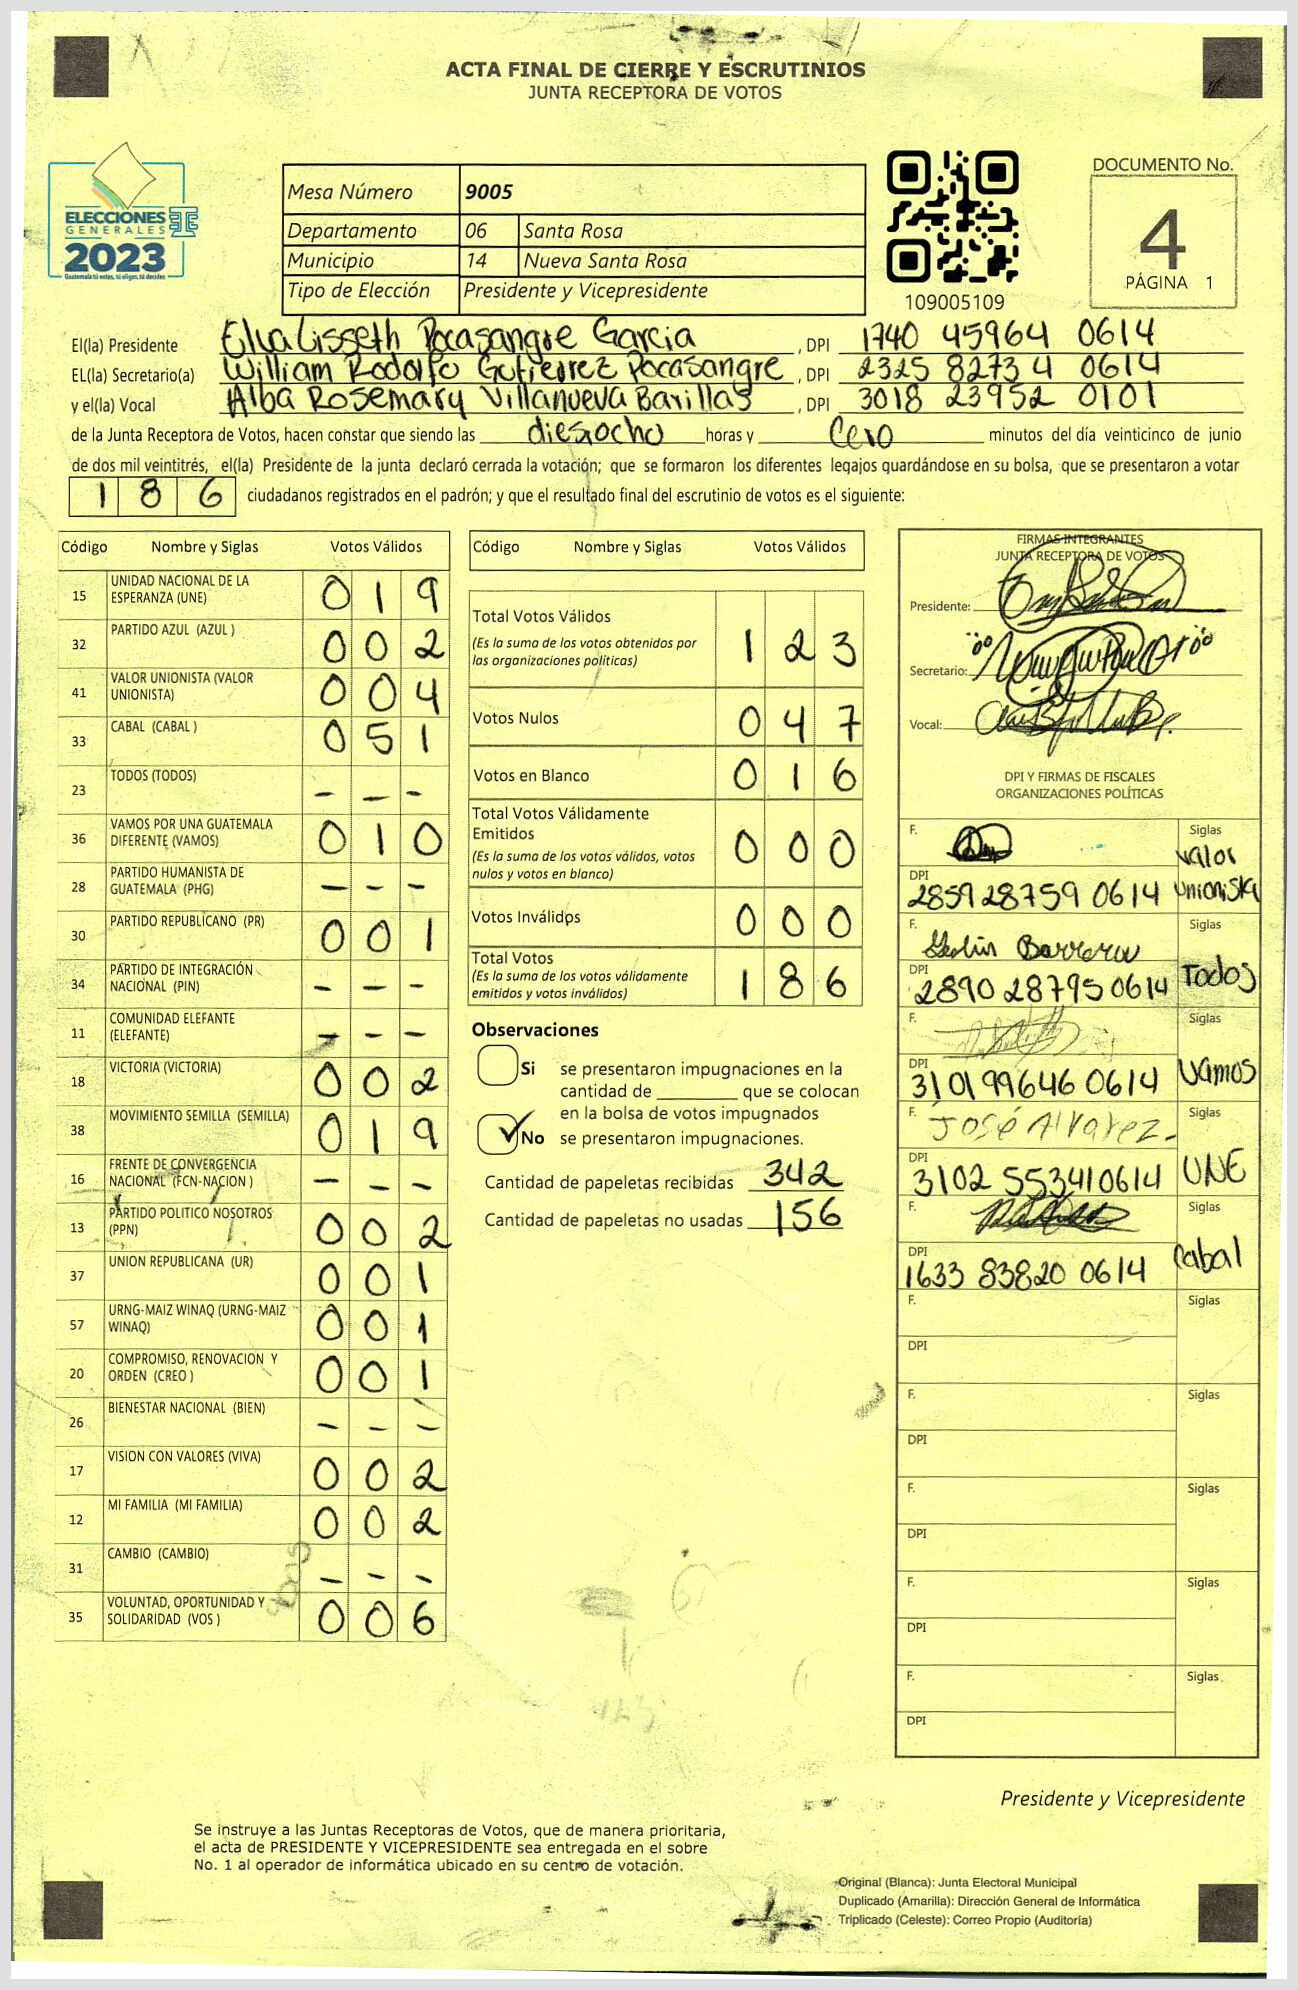 ACTA FINAL DE CIERRE Y ESCRUTINIOS
JUNTA RECEPTORA DE VOTOS
ELECCIONES
GENERALES
2023
Guatemala tú votas, tú eliges, tú decides
Mesa Número 9005
Departamento 06 Santa Rosa
Municipio 14 Nueva Santa Rosa
Tipo de Elección Presidente y Vicepresidente
109005109
DOCUMENTO No.
4
PÁGINA 1
El(la) Presidente Elva Lisseth Pocasangre Garcia , DPI 1740 45964 0614
EL(la) Secretario(a) William Rodolfo Gutierrez Pocasangre , DPI 2325 82734 0614
y el(la) Vocal Alba Rosemary Villanueva Barillas , DPI 3018 23952 0101
de la Junta Receptora de Votos, hacen constar que siendo las diesiocho horas y Cero minutos del día veinticinco de junio
de dos mil veintitrés, el(la) Presidente de la junta declaró cerrada la votación; que se formaron los diferentes legajos guardándose en su bolsa, que se presentaron a votar
1 8 6 ciudadanos registrados en el padrón; y que el resultado final del escrutinio de votos es el siguiente:
Código Nombre y Siglas Votos Válidos
15 UNIDAD NACIONAL DE LA ESPERANZA (UNE) 0 1 9
32 PARTIDO AZUL (AZUL ) 0 0 2
41 VALOR UNIONISTA (VALOR UNIONISTA) 0 0 4
33 CABAL (CABAL ) 0 5 1
23 TODOS (TODOS) - - -
36 VAMOS POR UNA GUATEMALA DIFERENTE (VAMOS) 0 1 0
28 PARTIDO HUMANISTA DE GUATEMALA (PHG) - - -
30 PARTIDO REPUBLICANO (PR) 0 0 1
34 PARTIDO DE INTEGRACIÓN NACIONAL (PIN) - - -
11 COMUNIDAD ELEFANTE (ELEFANTE) - - -
18 VICTORIA (VICTORIA) 0 0 2
38 MOVIMIENTO SEMILLA (SEMILLA) 0 1 9
16 FRENTE DE CONVERGENCIA NACIONAL (FCN-NACION ) - - -
13 PARTIDO POLITICO NOSOTROS (PPN) 0 0 2
37 UNION REPUBLICANA (UR) 0 0 1
57 URNG-MAIZ WINAQ (URNG-MAIZ WINAQ) 0 0 1
20 COMPROMISO, RENOVACION Y ORDEN (CREO ) 0 0 1
26 BIENESTAR NACIONAL (BIEN) - - -
17 VISION CON VALORES (VIVA) 0 0 2
12 MI FAMILIA (MI FAMILIA) 0 0 2
31 CAMBIO (CAMBIO) - - -
35 VOLUNTAD, OPORTUNIDAD Y SOLIDARIDAD (VOS ) 0 0 6
Código Nombre y Siglas Votos Válidos
Total Votos Válidos
(Es la suma de los votos obtenidos por
las organizaciones políticas) 1 2 3
Votos Nulos 0 4 7
Votos en Blanco 0 1 6
Total Votos Válidamente
Emitidos
(Es la suma de los votos válidos, votos
nulos y votos en blanco) 0 0 0
Votos Inválidos 0 0 0
Total Votos
(Es la suma de los votos válidamente
emitidos y votos inválidos) 1 8 6
Observaciones
Si se presentaron impugnaciones en la
cantidad de ________ que se colocan
en la bolsa de votos impugnados
No se presentaron impugnaciones.
Cantidad de papeletas recibidas 342
Cantidad de papeletas no usadas 156
FIRMAS INTEGRANTES
JUNTA RECEPTORA DE VOTOS
Presidente:
Secretario:
Vocal:
DPI Y FIRMAS DE FISCALES
ORGANIZACIONES POLÍTICAS
F. Siglas Valor Unionista
DPI 2859 28759 0614
F. Siglas Todos
DPI 2890 28795 0614
F. Siglas Vamos
DPI 3101 99646 0614
F. José Alvarez. Siglas UNE
DPI 3102 55341 0614
F. Siglas Cabal
DPI 1633 83820 0614
F. Siglas
DPI
F. Siglas
DPI
F. Siglas
DPI
F. Siglas
DPI
F. Siglas
DPI
Presidente y Vicepresidente
Se instruye a las Juntas Receptoras de Votos, que de manera prioritaria,
el acta de PRESIDENTE Y VICEPRESIDENTE sea entregada en el sobre
No. 1 al operador de informática ubicado en su centro de votación.
Original (Blanca): Junta Electoral Municipal
Duplicado (Amarilla): Dirección General de Informática
Triplicado (Celeste): Correo Propio (Auditoría)